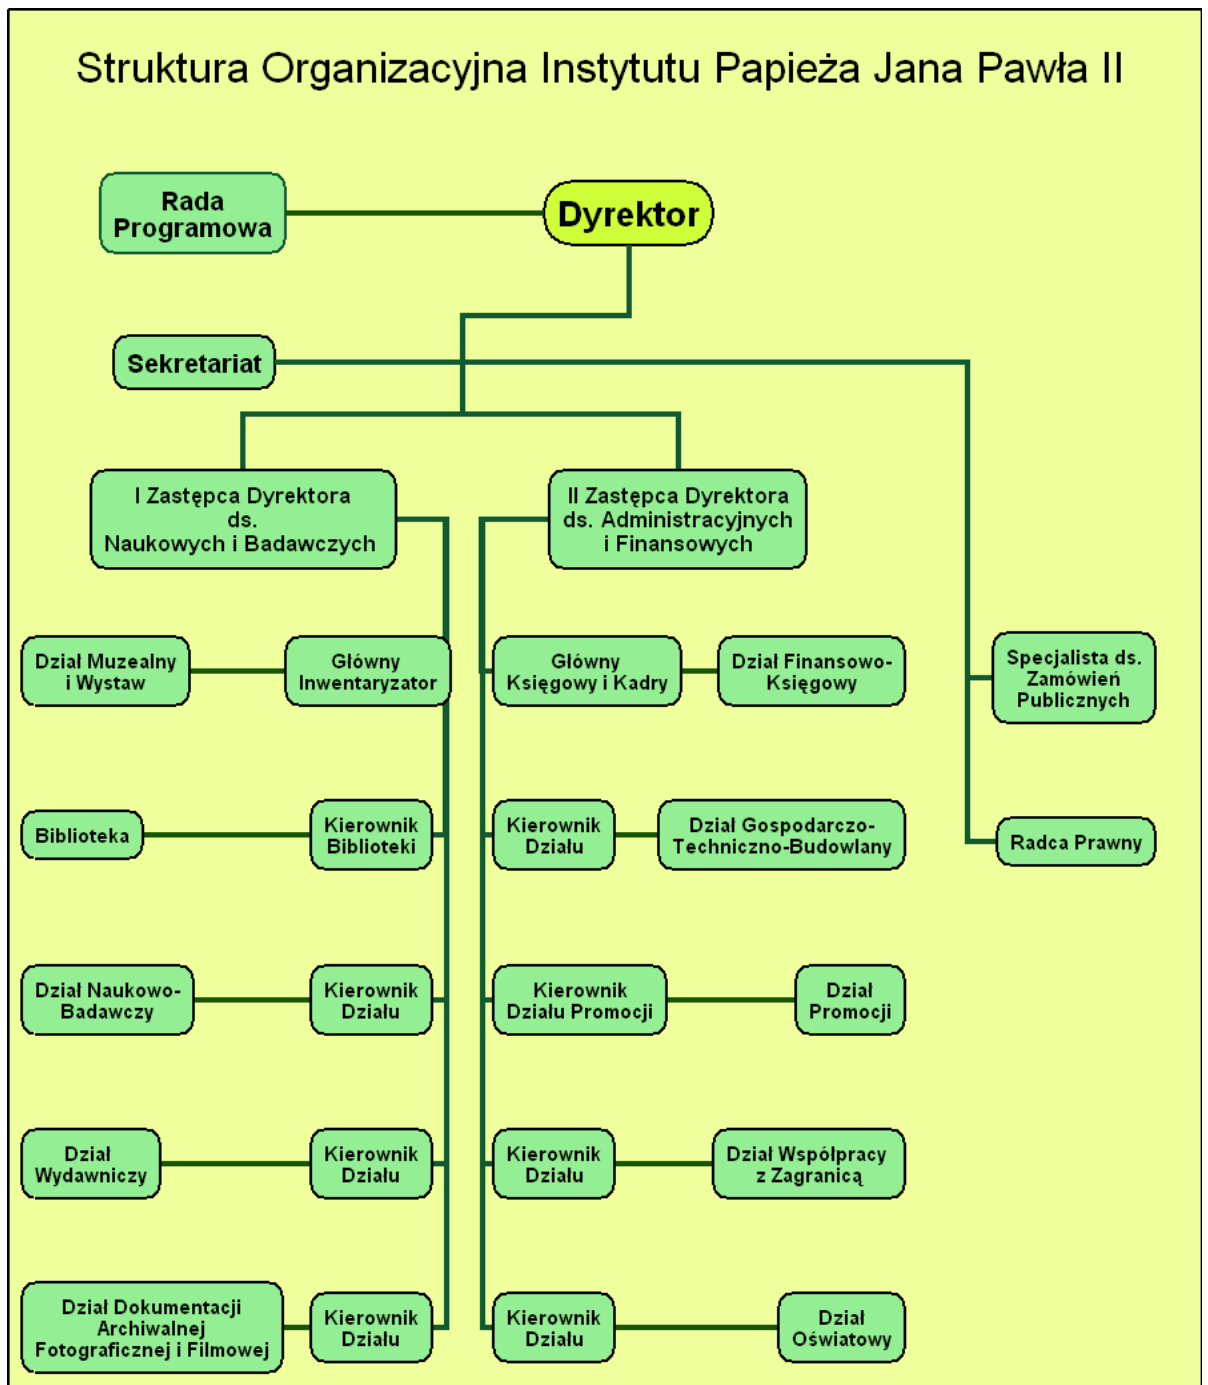 Struktura Organizacyjna Instytutu Papieża Jana Pawła II
Rada
Programowa
Dyrektor
Sekretariat
I Zastępca Dyrektora
ds.
Naukowych i Badawczych
II Zastępca Dyrektora
ds. Administracyjnych
i Finansowych
Dział Muzealny
i Wystaw
Główny
Inwentaryzator
Główny
Księgowy i Kadry
Dział Finansowo-
Księgowy
Specjalista ds.
Zamówień
Publicznych
Biblioteka
Kierownik
Biblioteki
Kierownik
Działu
Dział Gospodarczo-
Techniczno-Budowlany
Radca Prawny
Dział Naukowo-
Badawczy
Kierownik
Działu
Kierownik
Działu Promocji
Dział
Promocji
Dział
Wydawniczy
Kierownik
Działu
Kierownik
Działu
Dział Współpracy
z Zagranicą
Dział Dokumentacji
Archiwalnej
Fotograficznej i Filmowej
Kierownik
Działu
Kierownik
Działu
Dział
Oświatowy